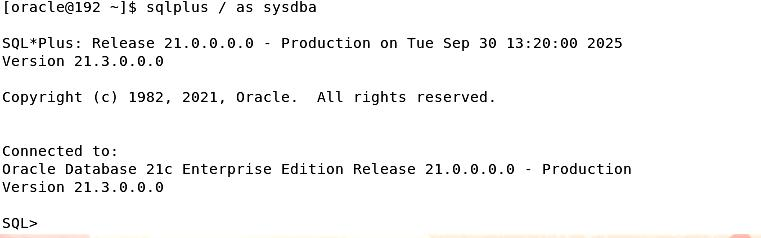 [oracle@192 ~]$ sqlplus / as sysdba
SQL*Plus: Release 21.0.0.0.0 - Production on Tue Sep 30 13:20:00 2025
Version 21.3.0.0.0
Copyright (c) 1982, 2021, Oracle.  All rights reserved.
Connected to:
Oracle Database 21c Enterprise Edition Release 21.0.0.0.0 - Production
Version 21.3.0.0.0
SQL>